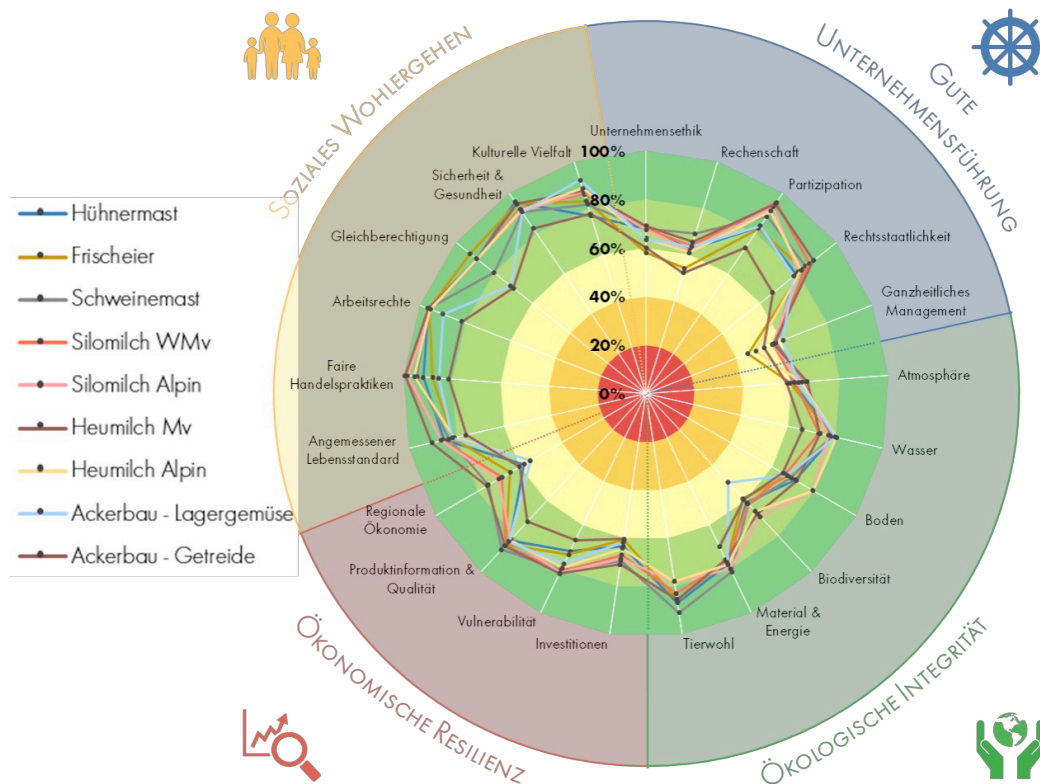 SOZIALES WOHLERGEHEN
GUTE
UNTERNEHMENSFÜHRUNG
Hühnermast
Frischeier
Schweinemast
Silomilch WMv
Silomilch Alpin
Heumilch Mv
Heumilch Alpin
Ackerbau - Lagergemüse
Ackerbau - Getreide
Unternehmensethik
Rechenschaft
Partizipation
Rechtsstaatlichkeit
Ganzheitliches
Management
Atmosphäre
Wasser
Boden
Biodiversität
Material &
Energie
Tierwohl
Investitionen
Vulnerabilität
Produktinformation &
Qualität
Regionale
Ökonomie
Angemessener
Lebensstandard
Faire
Handelspraktiken
Arbeitsrechte
Gleichberechtigung
Sicherheit &
Gesundheit
Kulturelle Vielfalt
100%
80%
60%
40%
20%
0%
ÖKONOMISCHE RESILIENZ
ÖKOLOGISCHE INTEGRITÄT